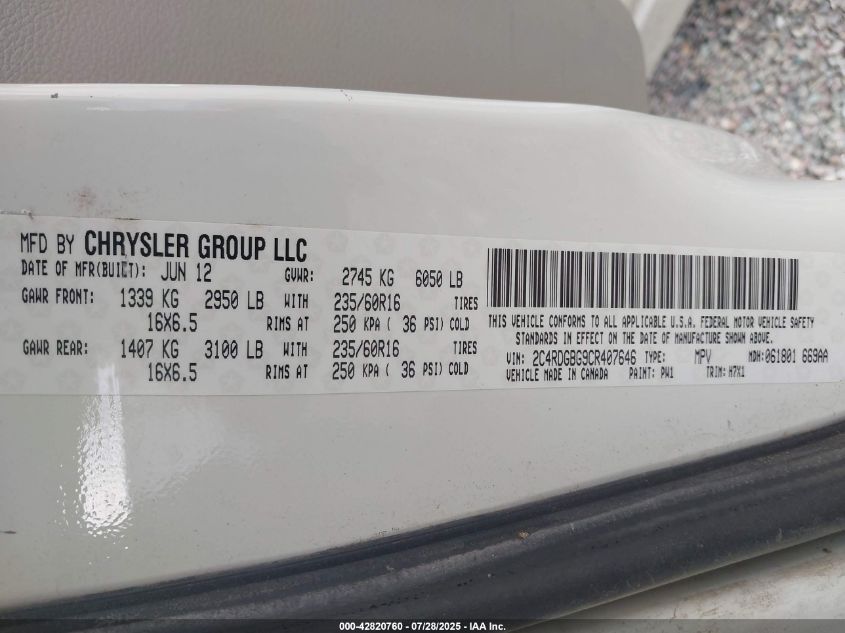 MFD BY CHRYSLER GROUP LLC
DATE OF MFR(BUILT): JUN 12 GVWR: 2745 KG 6050 LB
GAWR FRONT: 1339 KG 2950 LB WITH 235/60R16 TIRES
16X6.5 RIMS AT 250 KPA ( 36 PSI) COLD
GAWR REAR: 1407 KG 3100 LB WITH 235/60R16 TIRES
16X6.5 RIMS AT 250 KPA ( 36 PSI) COLD
THIS VEHICLE CONFORMS TO ALL APPLICABLE U.S.A. FEDERAL MOTOR VEHICLE SAFETY
STANDARDS IN EFFECT ON THE DATE OF MANUFACTURE SHOWN ABOVE.
VIN: 2C4RDGBG9CR407646 TYPE: MPV MDH:061801 669AA
VEHICLE MADE IN CANADA PAINT: PW1 TRIM: H7X1
000-42820760 - 07/28/2025 - IAA Inc.